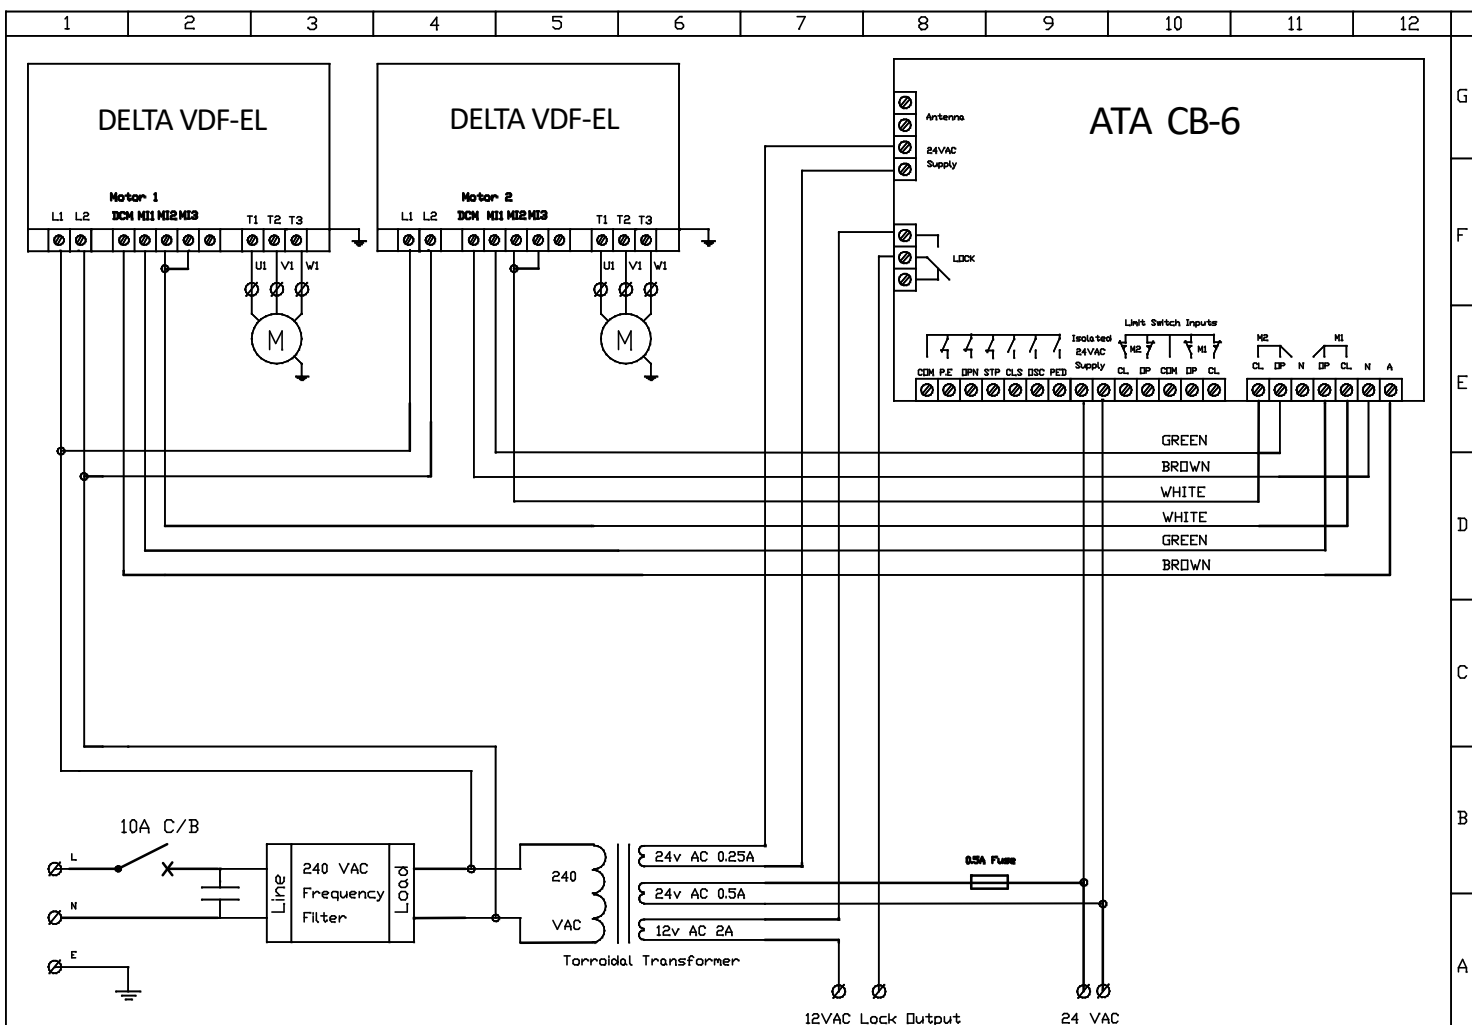 1 2 3 4 5 6 7 8 9 10 11 12
G
DELTA VDF-EL
DELTA VDF-EL
ATA CB-6
Antenna
24VAC
Supply
Motor 1
L1 L2 DCM MI1 MI2 MI3 T1 T2 T3
Motor 2
L1 L2 DCM MI1 MI2 MI3 T1 T2 T3
F
U1 V1 W1
U1 V1 W1
LOCK
M
M
Limit Switch Inputs
Isolated
24VAC
Supply
M2 M1
M2 M1
COM P.E OPN STP CLS OSC PED
CL OP COM OP CL
CL OP N OP CL N A
E
GREEN
BROWN
WHITE
WHITE
GREEN
BROWN
D
C
B
10A C/B
L
N
E
Line
240 VAC
Frequency
Filter
Load
240
VAC
24v AC 0.25A
24v AC 0.5A
12v AC 2A
Torroidal Transformer
0.5A Fuse
A
12VAC Lock Output
24 VAC